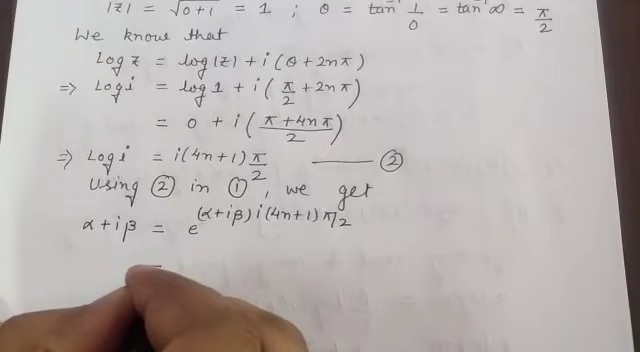 |z| = √0+1 = 1 ; θ = tan⁻¹ 1/0 = tan⁻¹ ∞ = π/2
We know that
Log z = log|z| + i(θ+2nπ)
⇒ Log i = log 1 + i(π/2 + 2nπ)
= 0 + i(π+4nπ/2)
⇒ Log i = i(4n+1)π/2 —— ②
Using ② in ①, we get
α+iβ = e^(α+iβ) i(4n+1)π/2
=